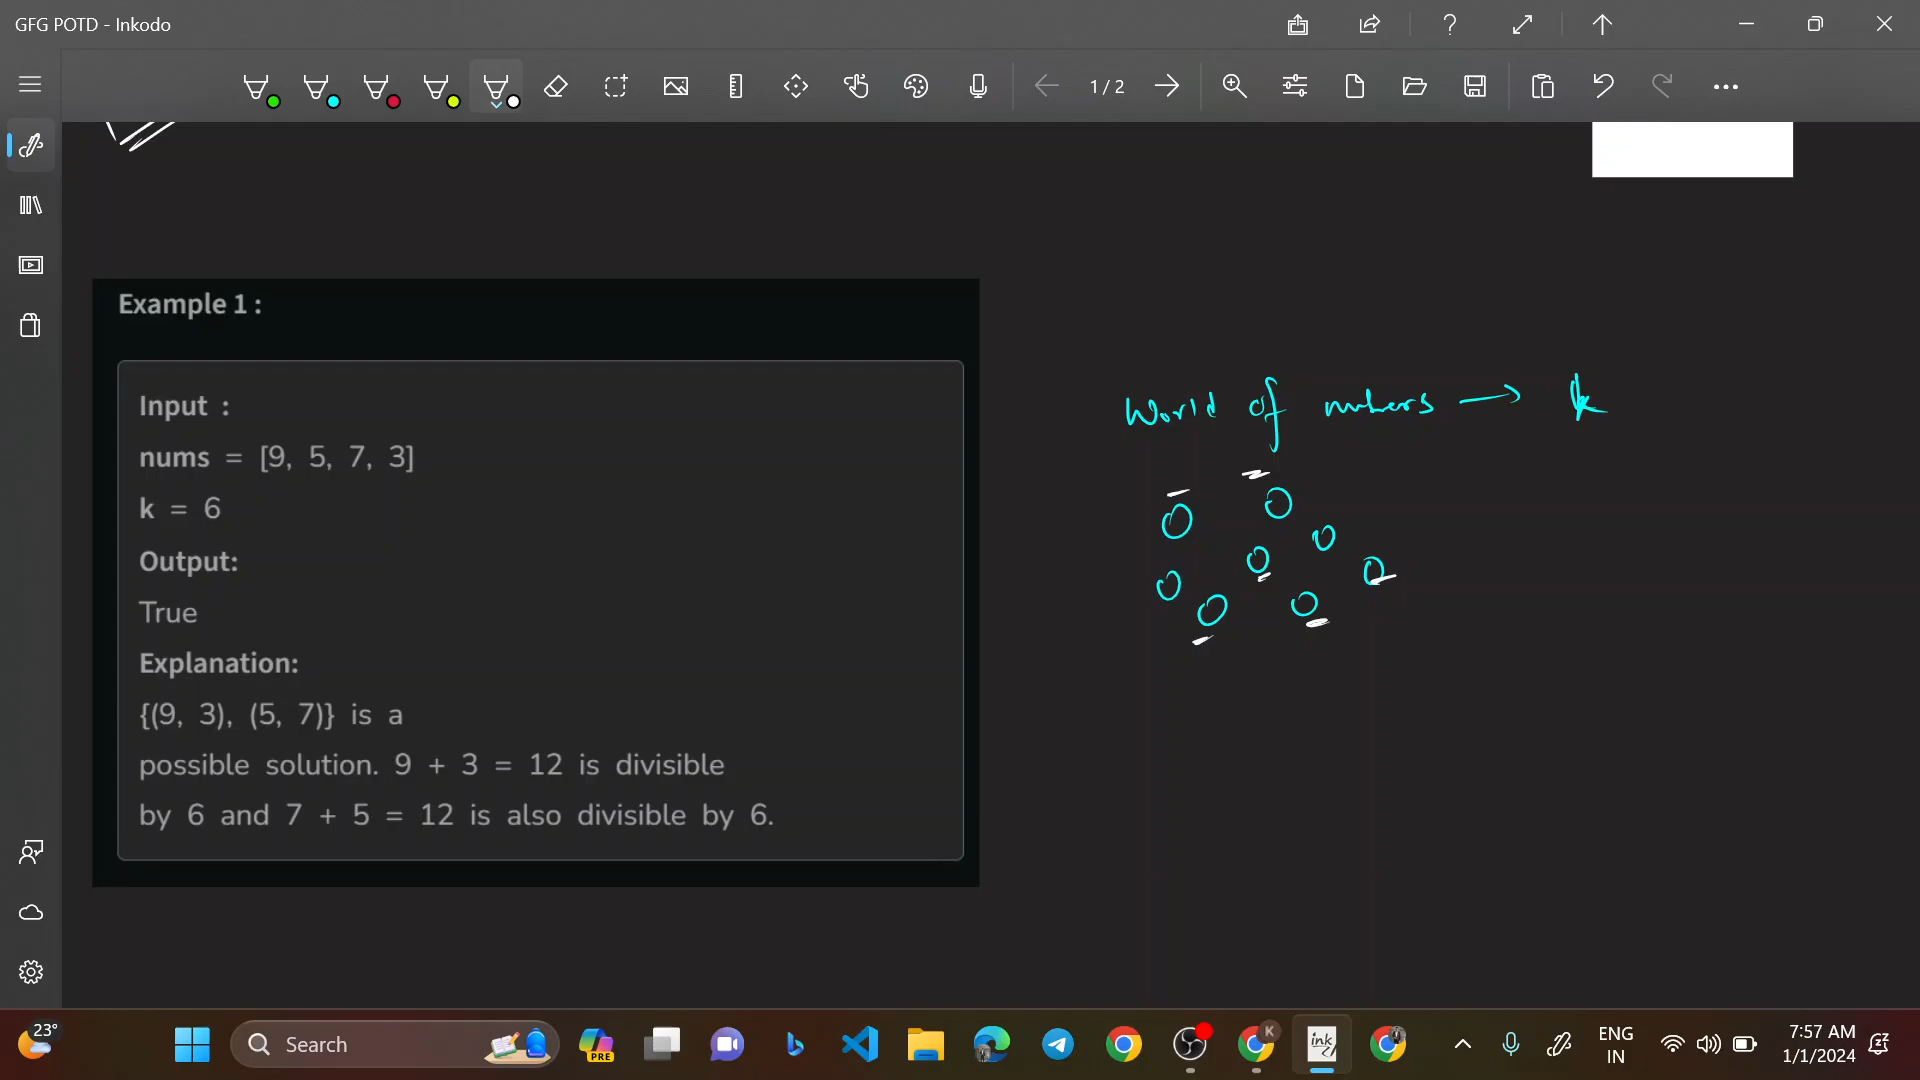 GFG POTD - Inkodo
1 / 2
Example 1 :
Input :
nums = [9, 5, 7, 3]
k = 6
Output:
True
Explanation:
{(9, 3), (5, 7)} is a
possible solution. 9 + 3 = 12 is divisible
by 6 and 7 + 5 = 12 is also divisible by 6.
World of numbers → k
23°
Search
PRE
K
ink
ENG
IN
7:57 AM
1/1/2024